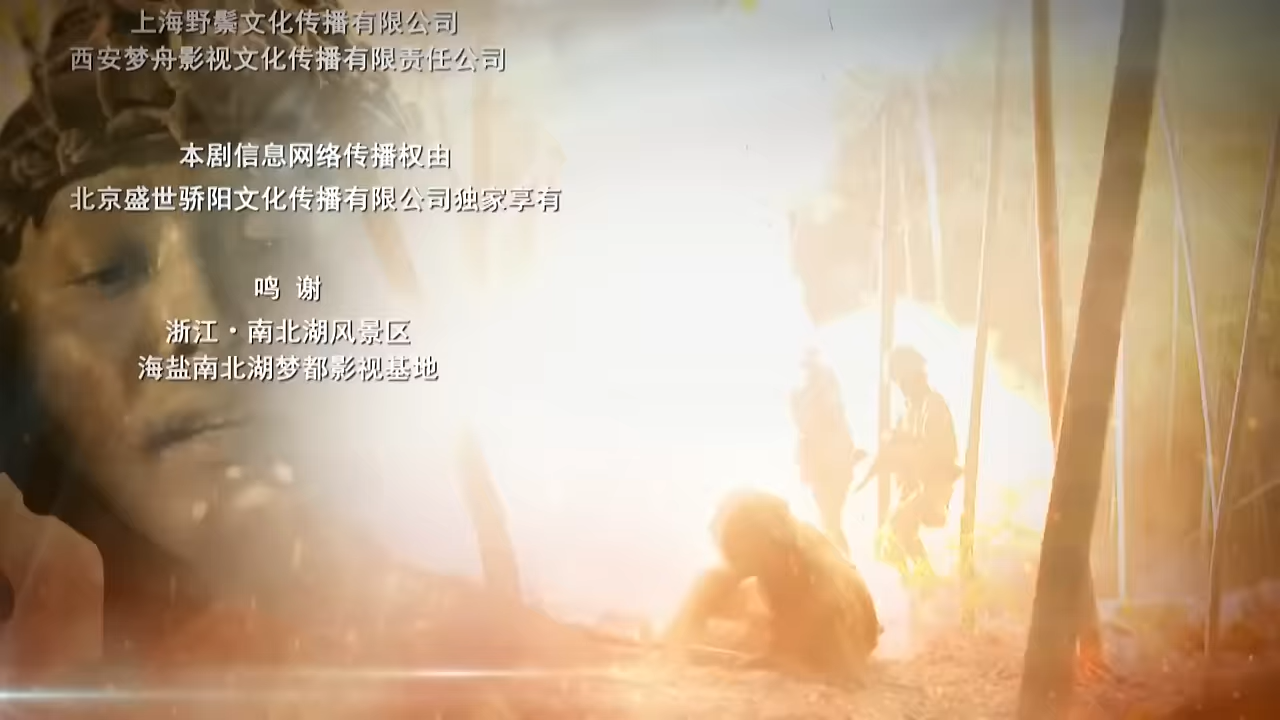 上海野鬃文化传播有限公司
西安梦舟影视文化传播有限责任公司
本剧信息网络传播权由
北京盛世骄阳文化传播有限公司独家享有
鸣 谢
浙江·南北湖风景区
海盐南北湖梦都影视基地